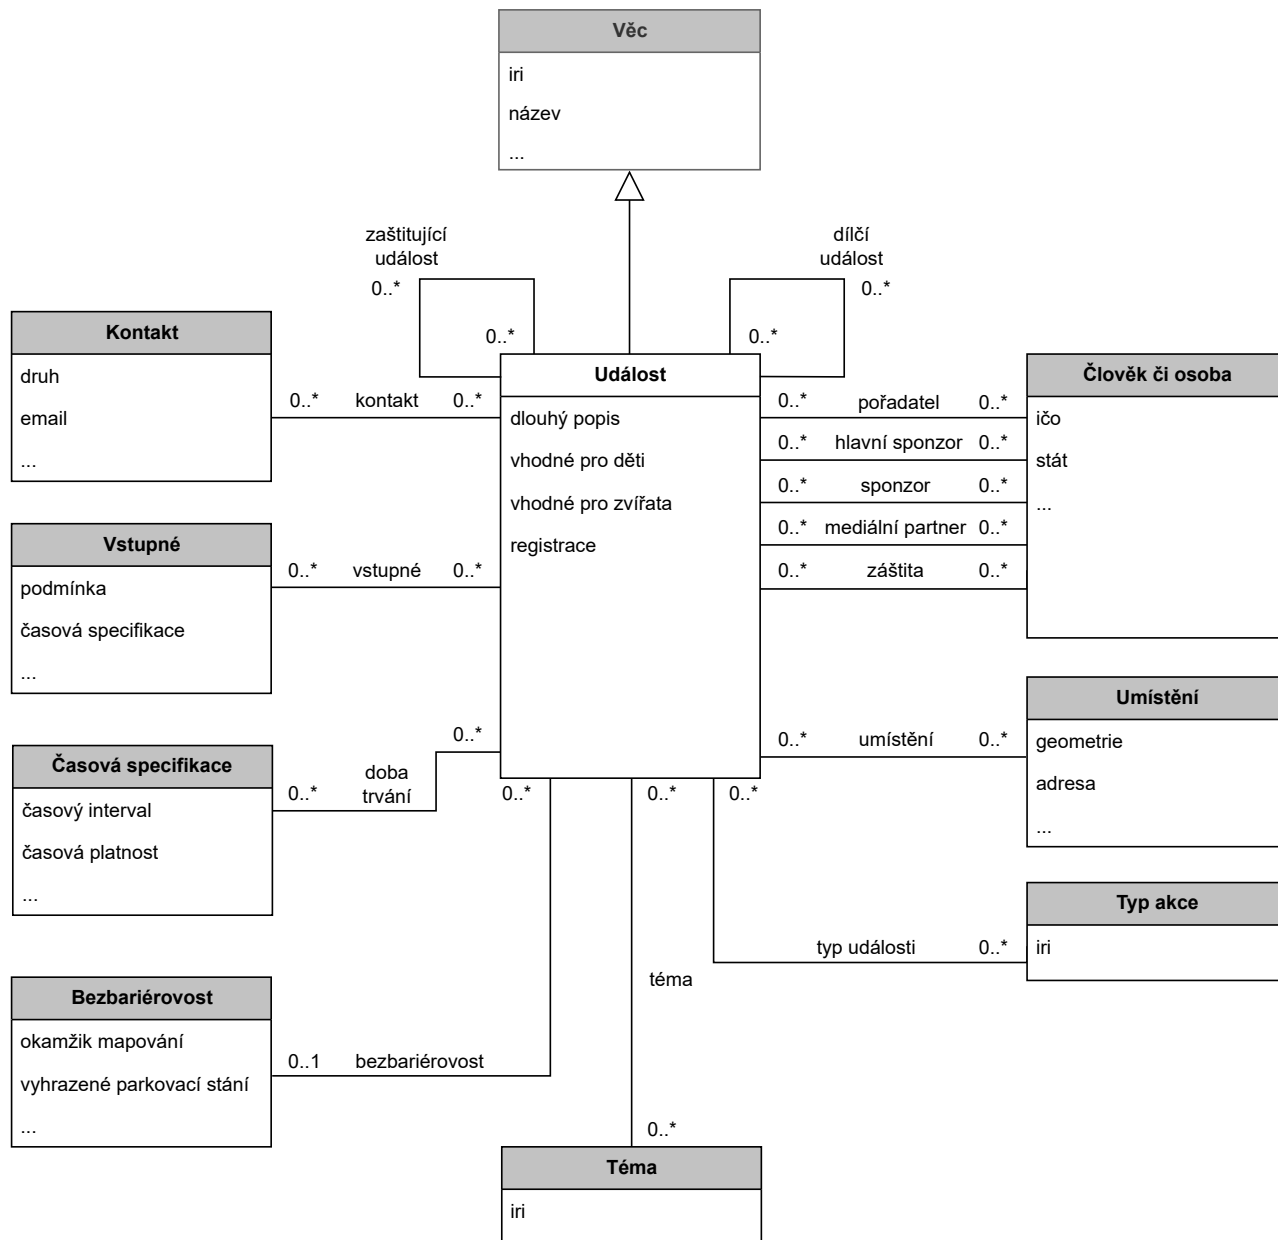 Věc
iri
název
...
zaštitující
událost
0..*
0..*
dílčí
událost
0..*
0..*
Kontakt
druh
email
...
0..* kontakt 0..*
Událost
dlouhý popis
vhodné pro děti
vhodné pro zvířata
registrace
Člověk či osoba
ičo
stát
...
0..* pořadatel 0..*
0..* hlavní sponzor 0..*
0..* sponzor 0..*
0..* mediální partner 0..*
0..* záštita 0..*
Vstupné
podmínka
časová specifikace
...
0..* vstupné 0..*
Umístění
geometrie
adresa
...
0..* umístění 0..*
Časová specifikace
časový interval
časová platnost
...
0..*
doba
trvání
0..*
0..*
0..*
0..*
Typ akce
iri
typ události 0..*
téma
Bezbariérovost
okamžik mapování
vyhrazené parkovací stání
...
0..1 bezbariérovost
0..*
Téma
iri